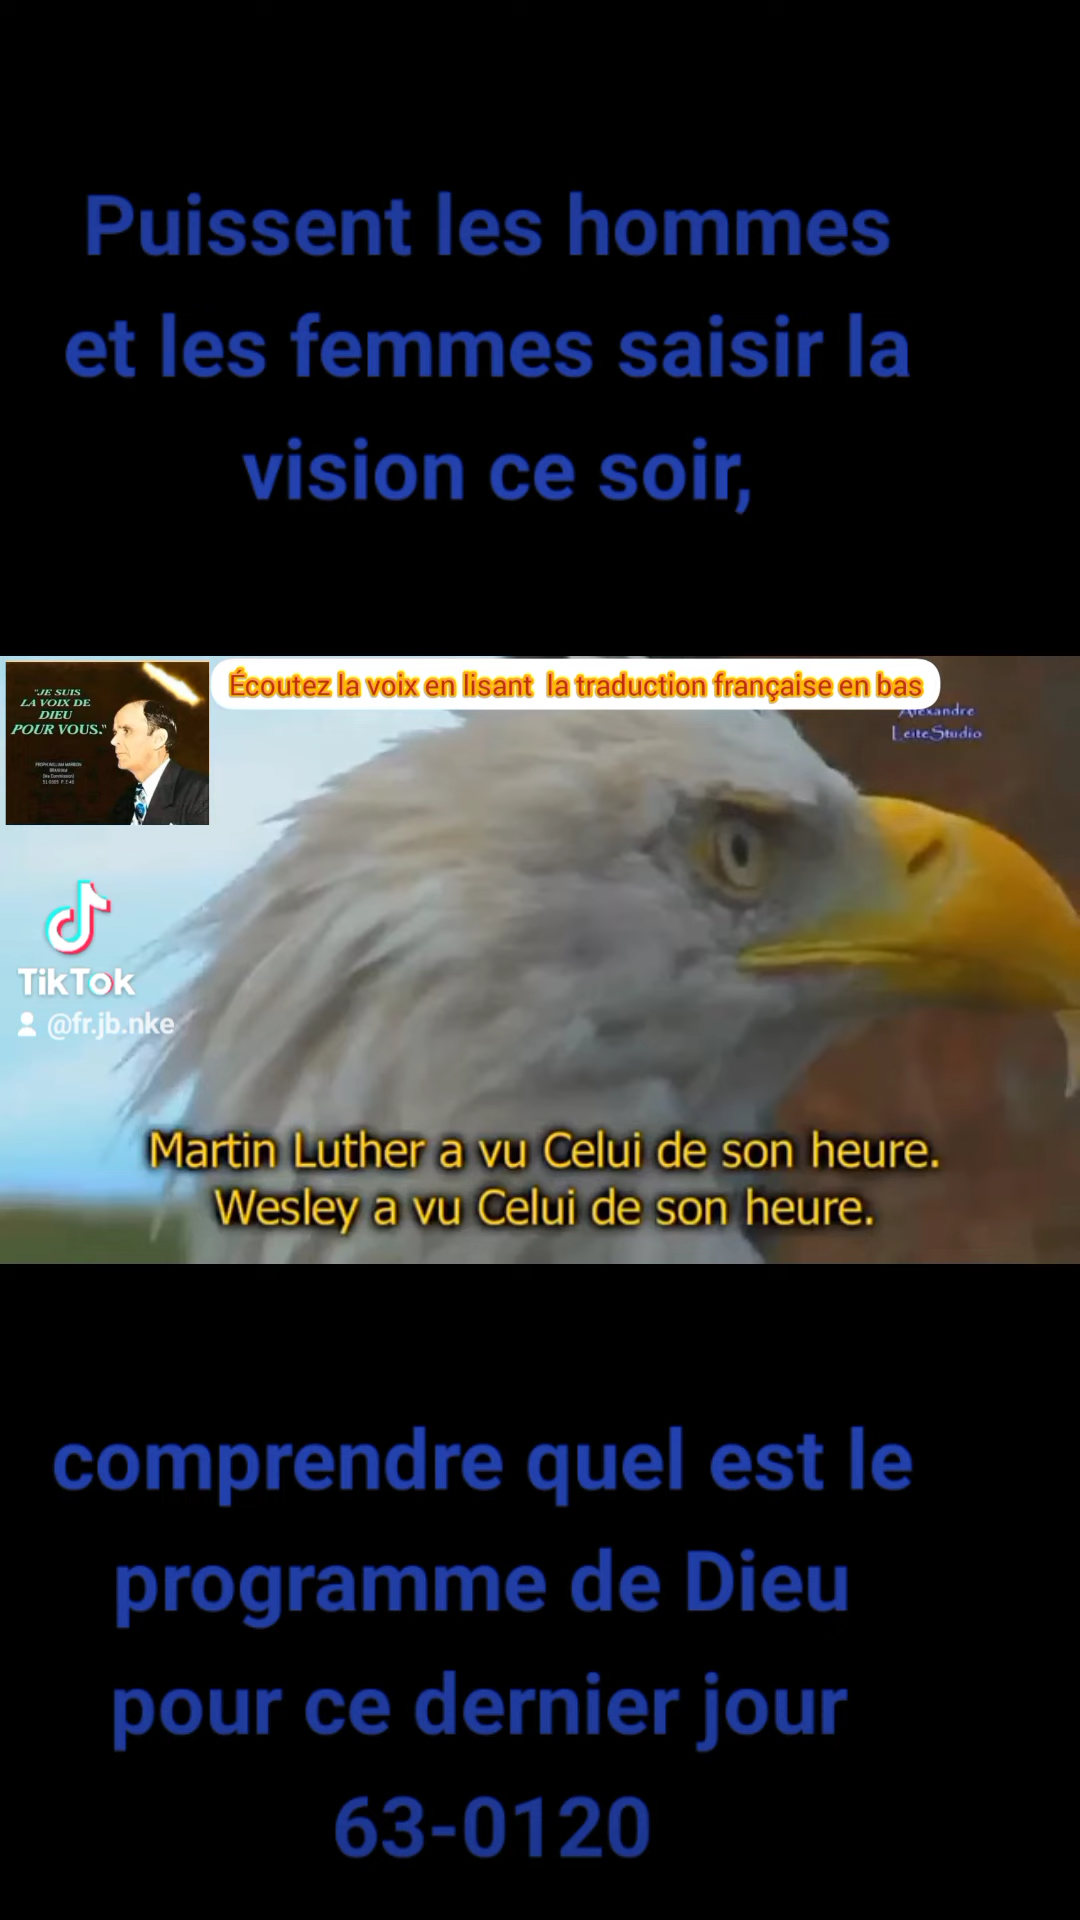 Puissent les hommes
et les femmes saisir la
vision ce soir,
Écoutez la voix en lisant la traduction française en bas
"JE SUIS
LA VOIX DE
DIEU
POUR VOUS."
Alexandre
LeiteStudio
TikTok
@fr.jb.nke
Martin Luther a vu Celui de son heure.
Wesley a vu Celui de son heure.
comprendre quel est le
programme de Dieu
pour ce dernier jour
63-0120